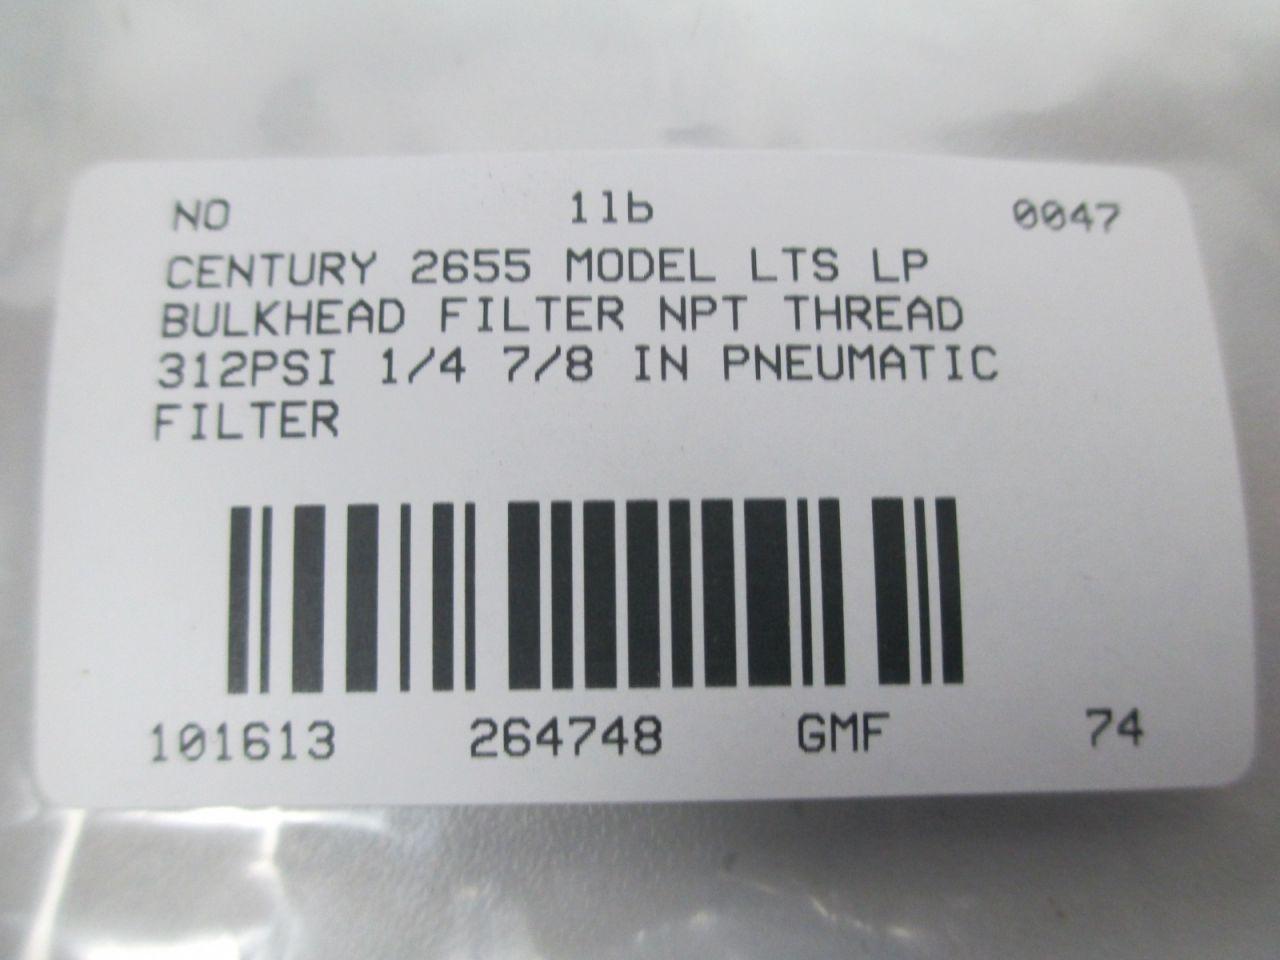 NO 1lb 0047
CENTURY 2655 MODEL LTS LP
BULKHEAD FILTER NPT THREAD
312PSI 1/4 7/8 IN PNEUMATIC
FILTER
101613 264748 GMF 74